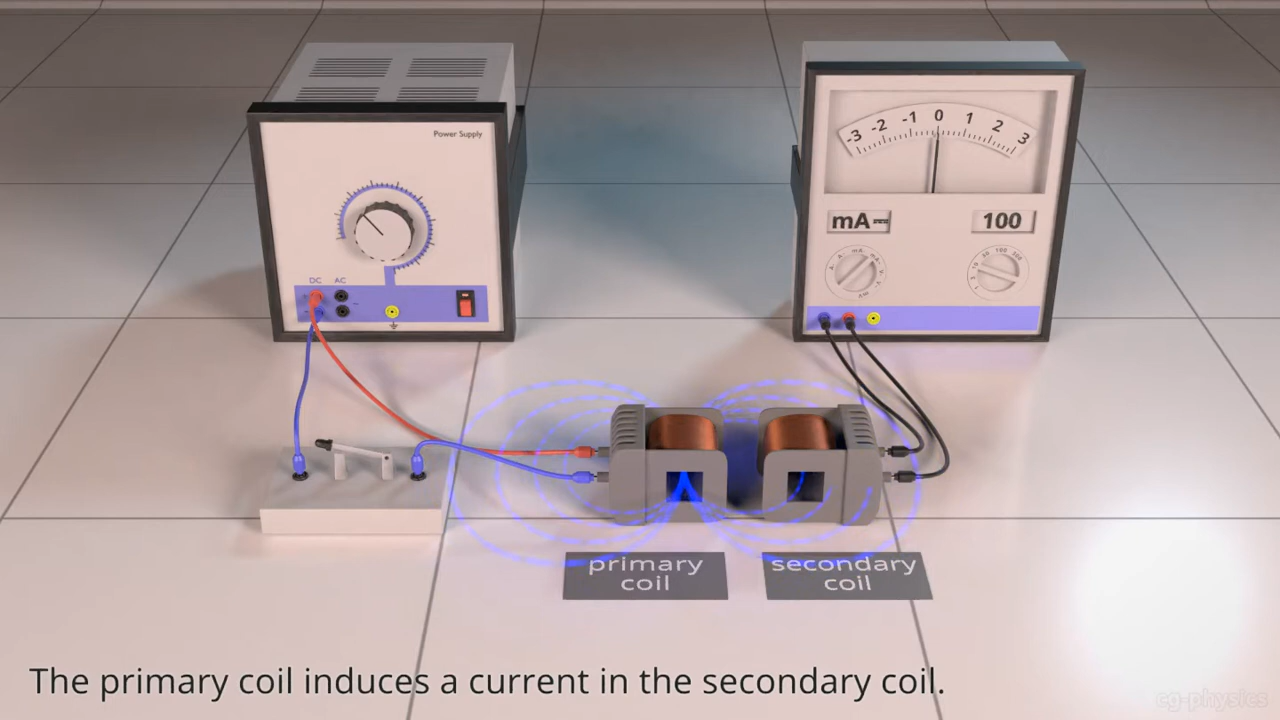 Power Supply
DC AC
-3 -2 -1 0 1 2 3
mA
100
primary
coil
secondary
coil
The primary coil induces a current in the secondary coil.
cg-physics